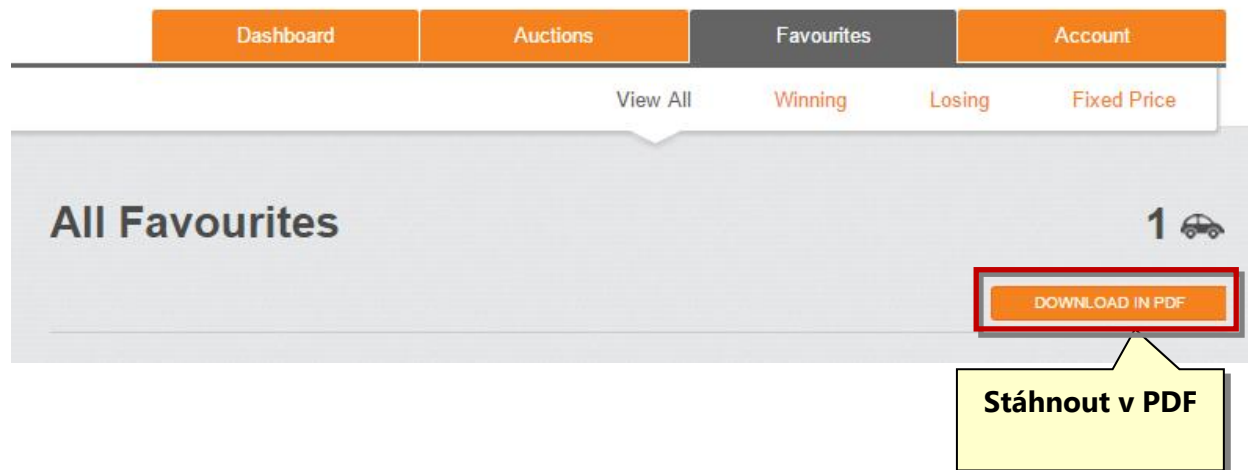 Dashboard Auctions Favourites Account
View All Winning Losing Fixed Price
All Favourites 1
DOWNLOAD IN PDF
Stáhnout v PDF